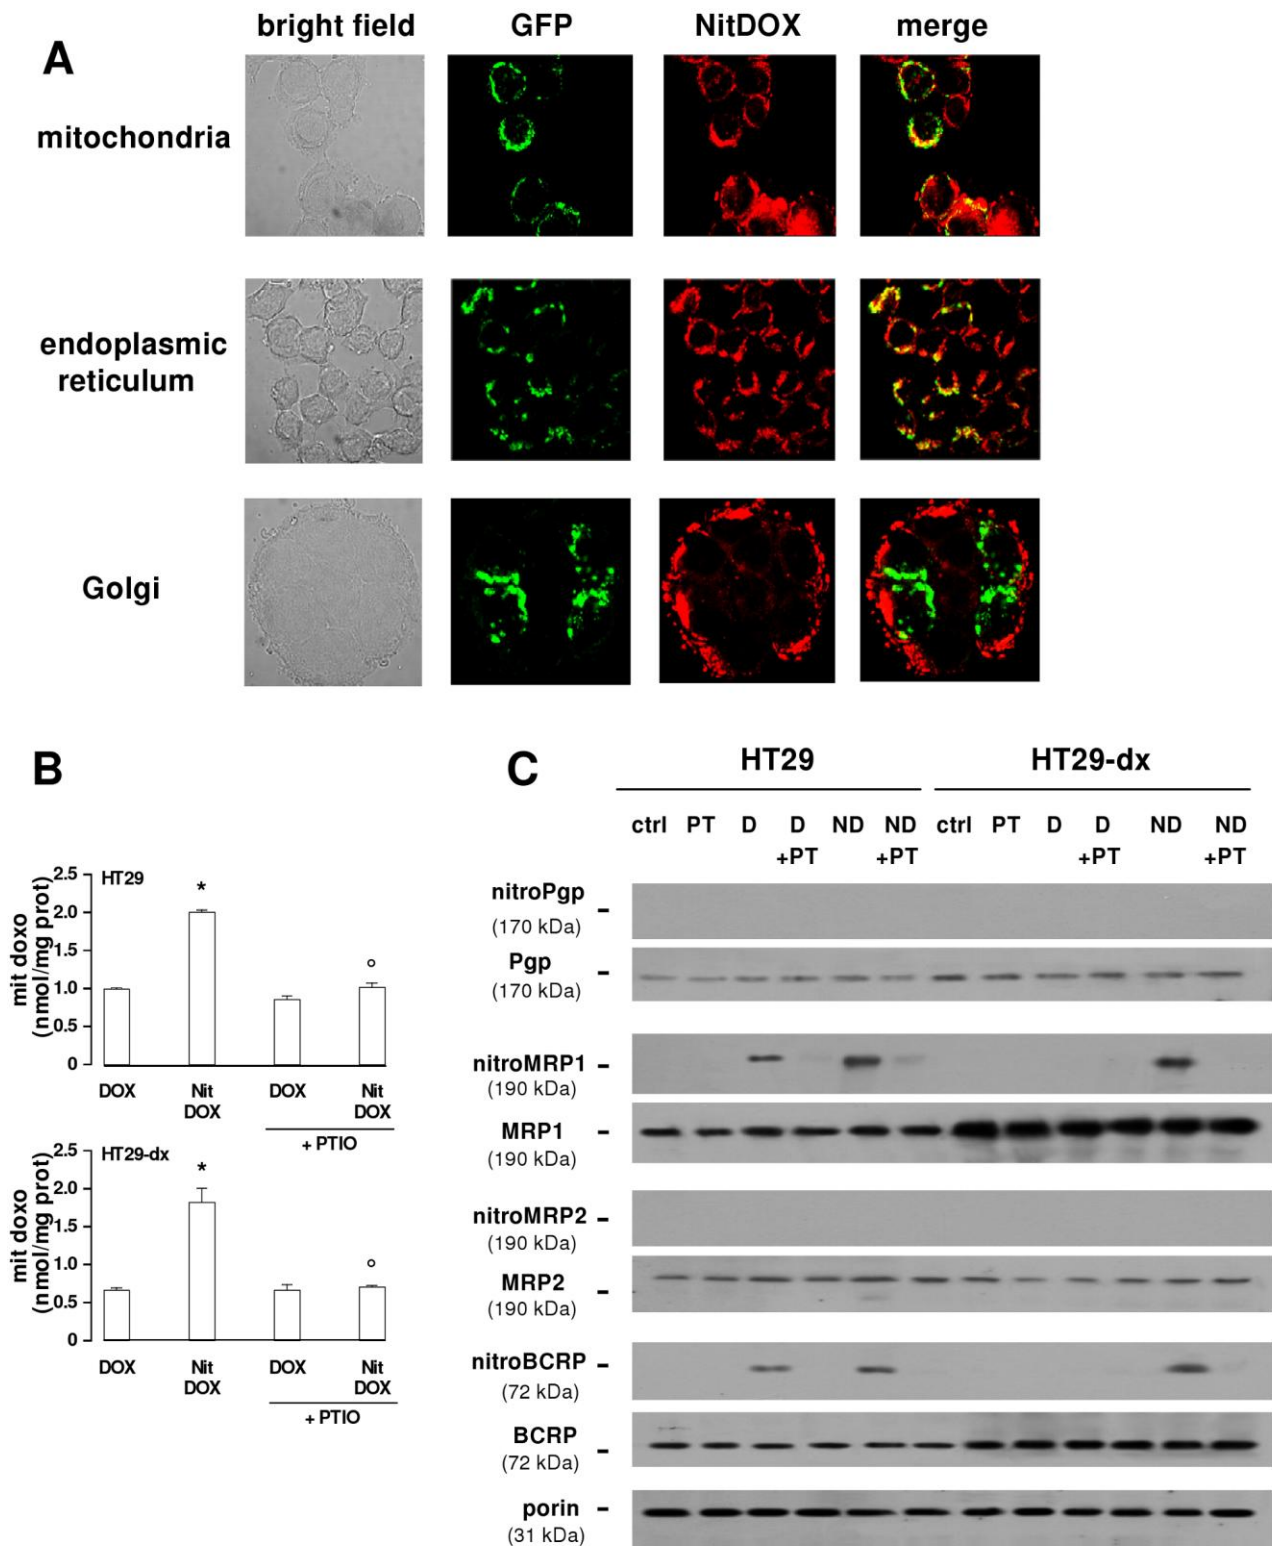 A
bright field GFP NitDOX merge
mitochondria
endoplasmic
reticulum
Golgi
B
mit doxo
(nmol/mg prot)
2.5
2.0
1.5
1.0
0.5
0
HT29
*
°
DOX Nit DOX Nit
DOX DOX
+ PTIO
mit doxo
(nmol/mg prot)
2.5
2.0
1.5
1.0
0.5
0
HT29-dx
*
°
DOX Nit DOX Nit
DOX DOX
+ PTIO
C
HT29 HT29-dx
ctrl PT D D ND ND ctrl PT D D ND ND
+PT +PT +PT +PT
nitroPgp
(170 kDa)
Pgp
(170 kDa)
nitroMRP1
(190 kDa)
MRP1
(190 kDa)
nitroMRP2
(190 kDa)
MRP2
(190 kDa)
nitroBCRP
(72 kDa)
BCRP
(72 kDa)
porin
(31 kDa)